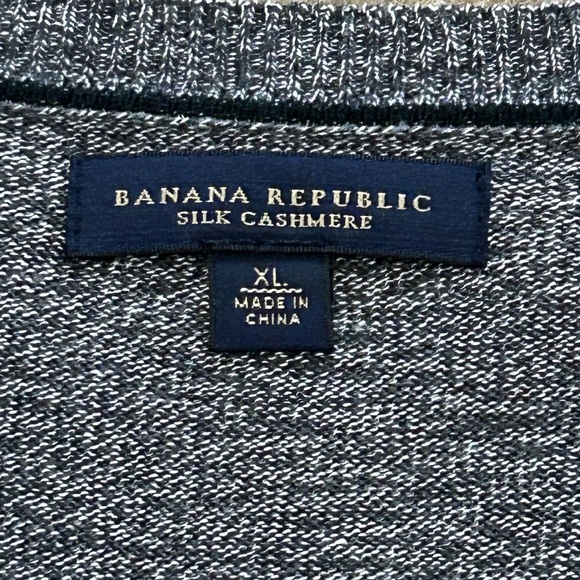 BANANA REPUBLIC
SILK CASHMERE
XL
MADE IN
CHINA